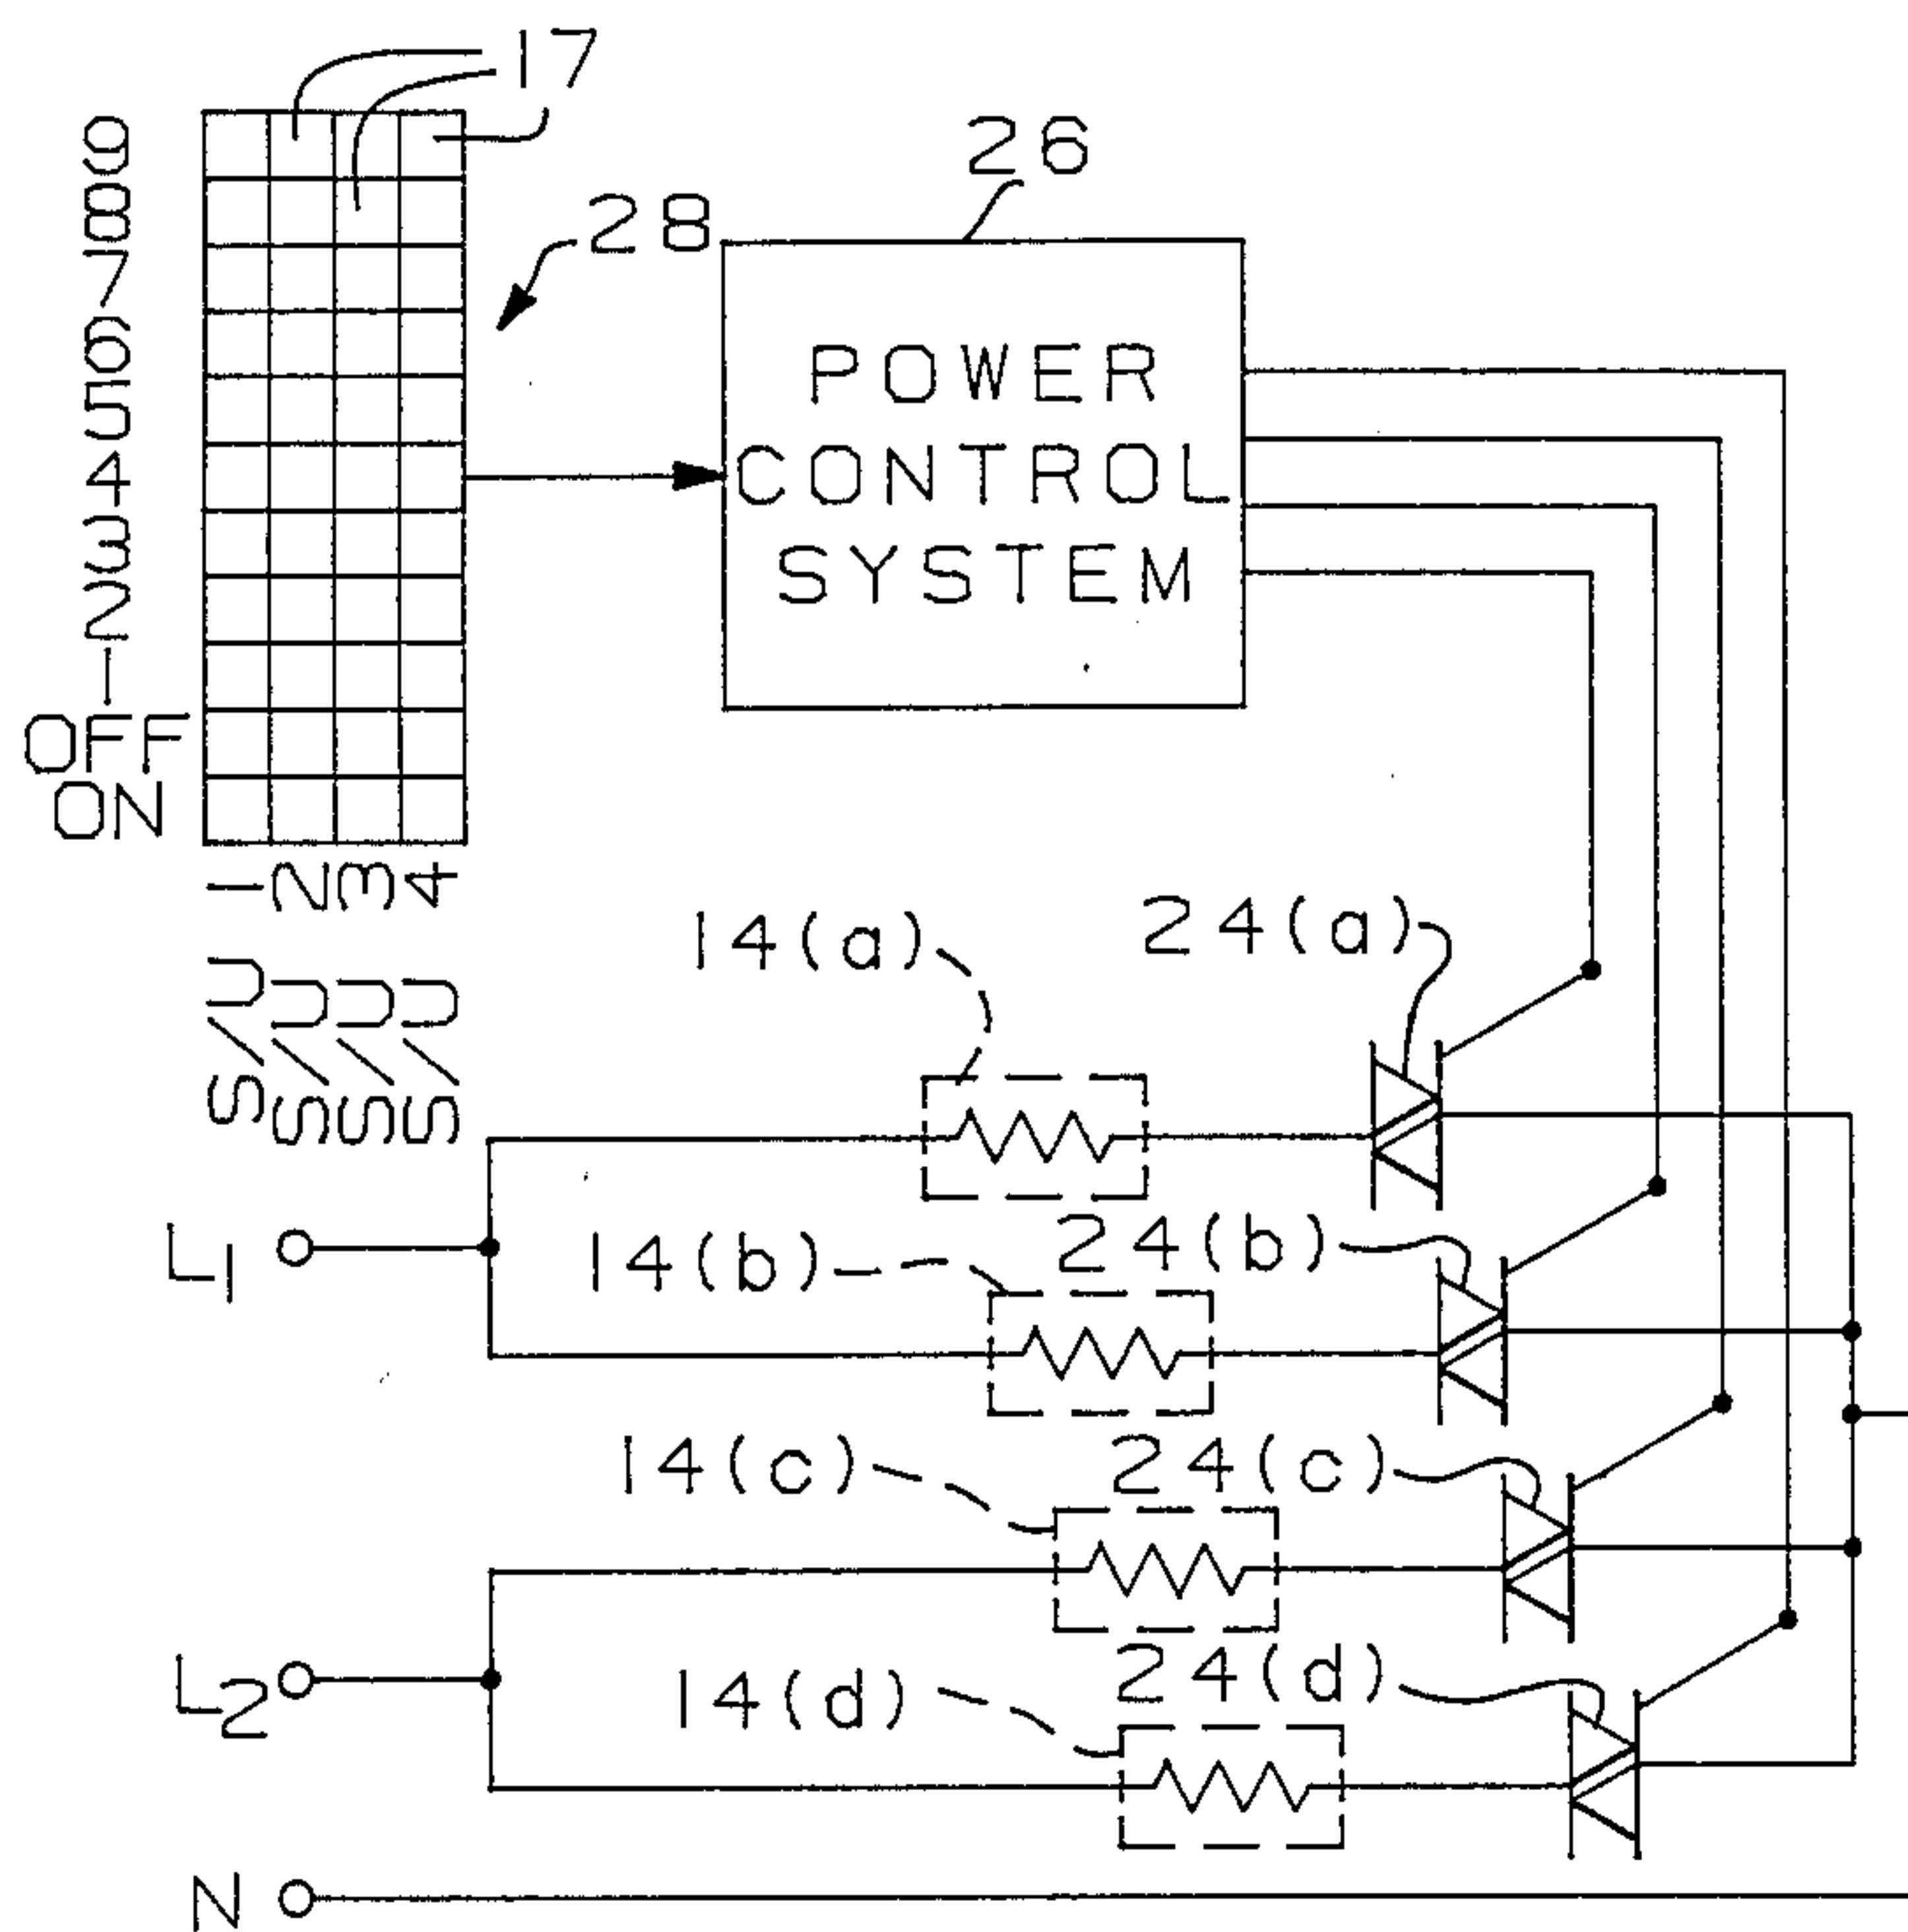 17
9
8
7
6
5
4
3
2
1
OFF
ON
28
26
POWER
CONTROL
SYSTEM
S/U 1
S/U 2
S/U 3
S/U 4
14(a)
24(a)
L1
14(b)
24(b)
14(c)
24(c)
L2
14(d)
24(d)
N